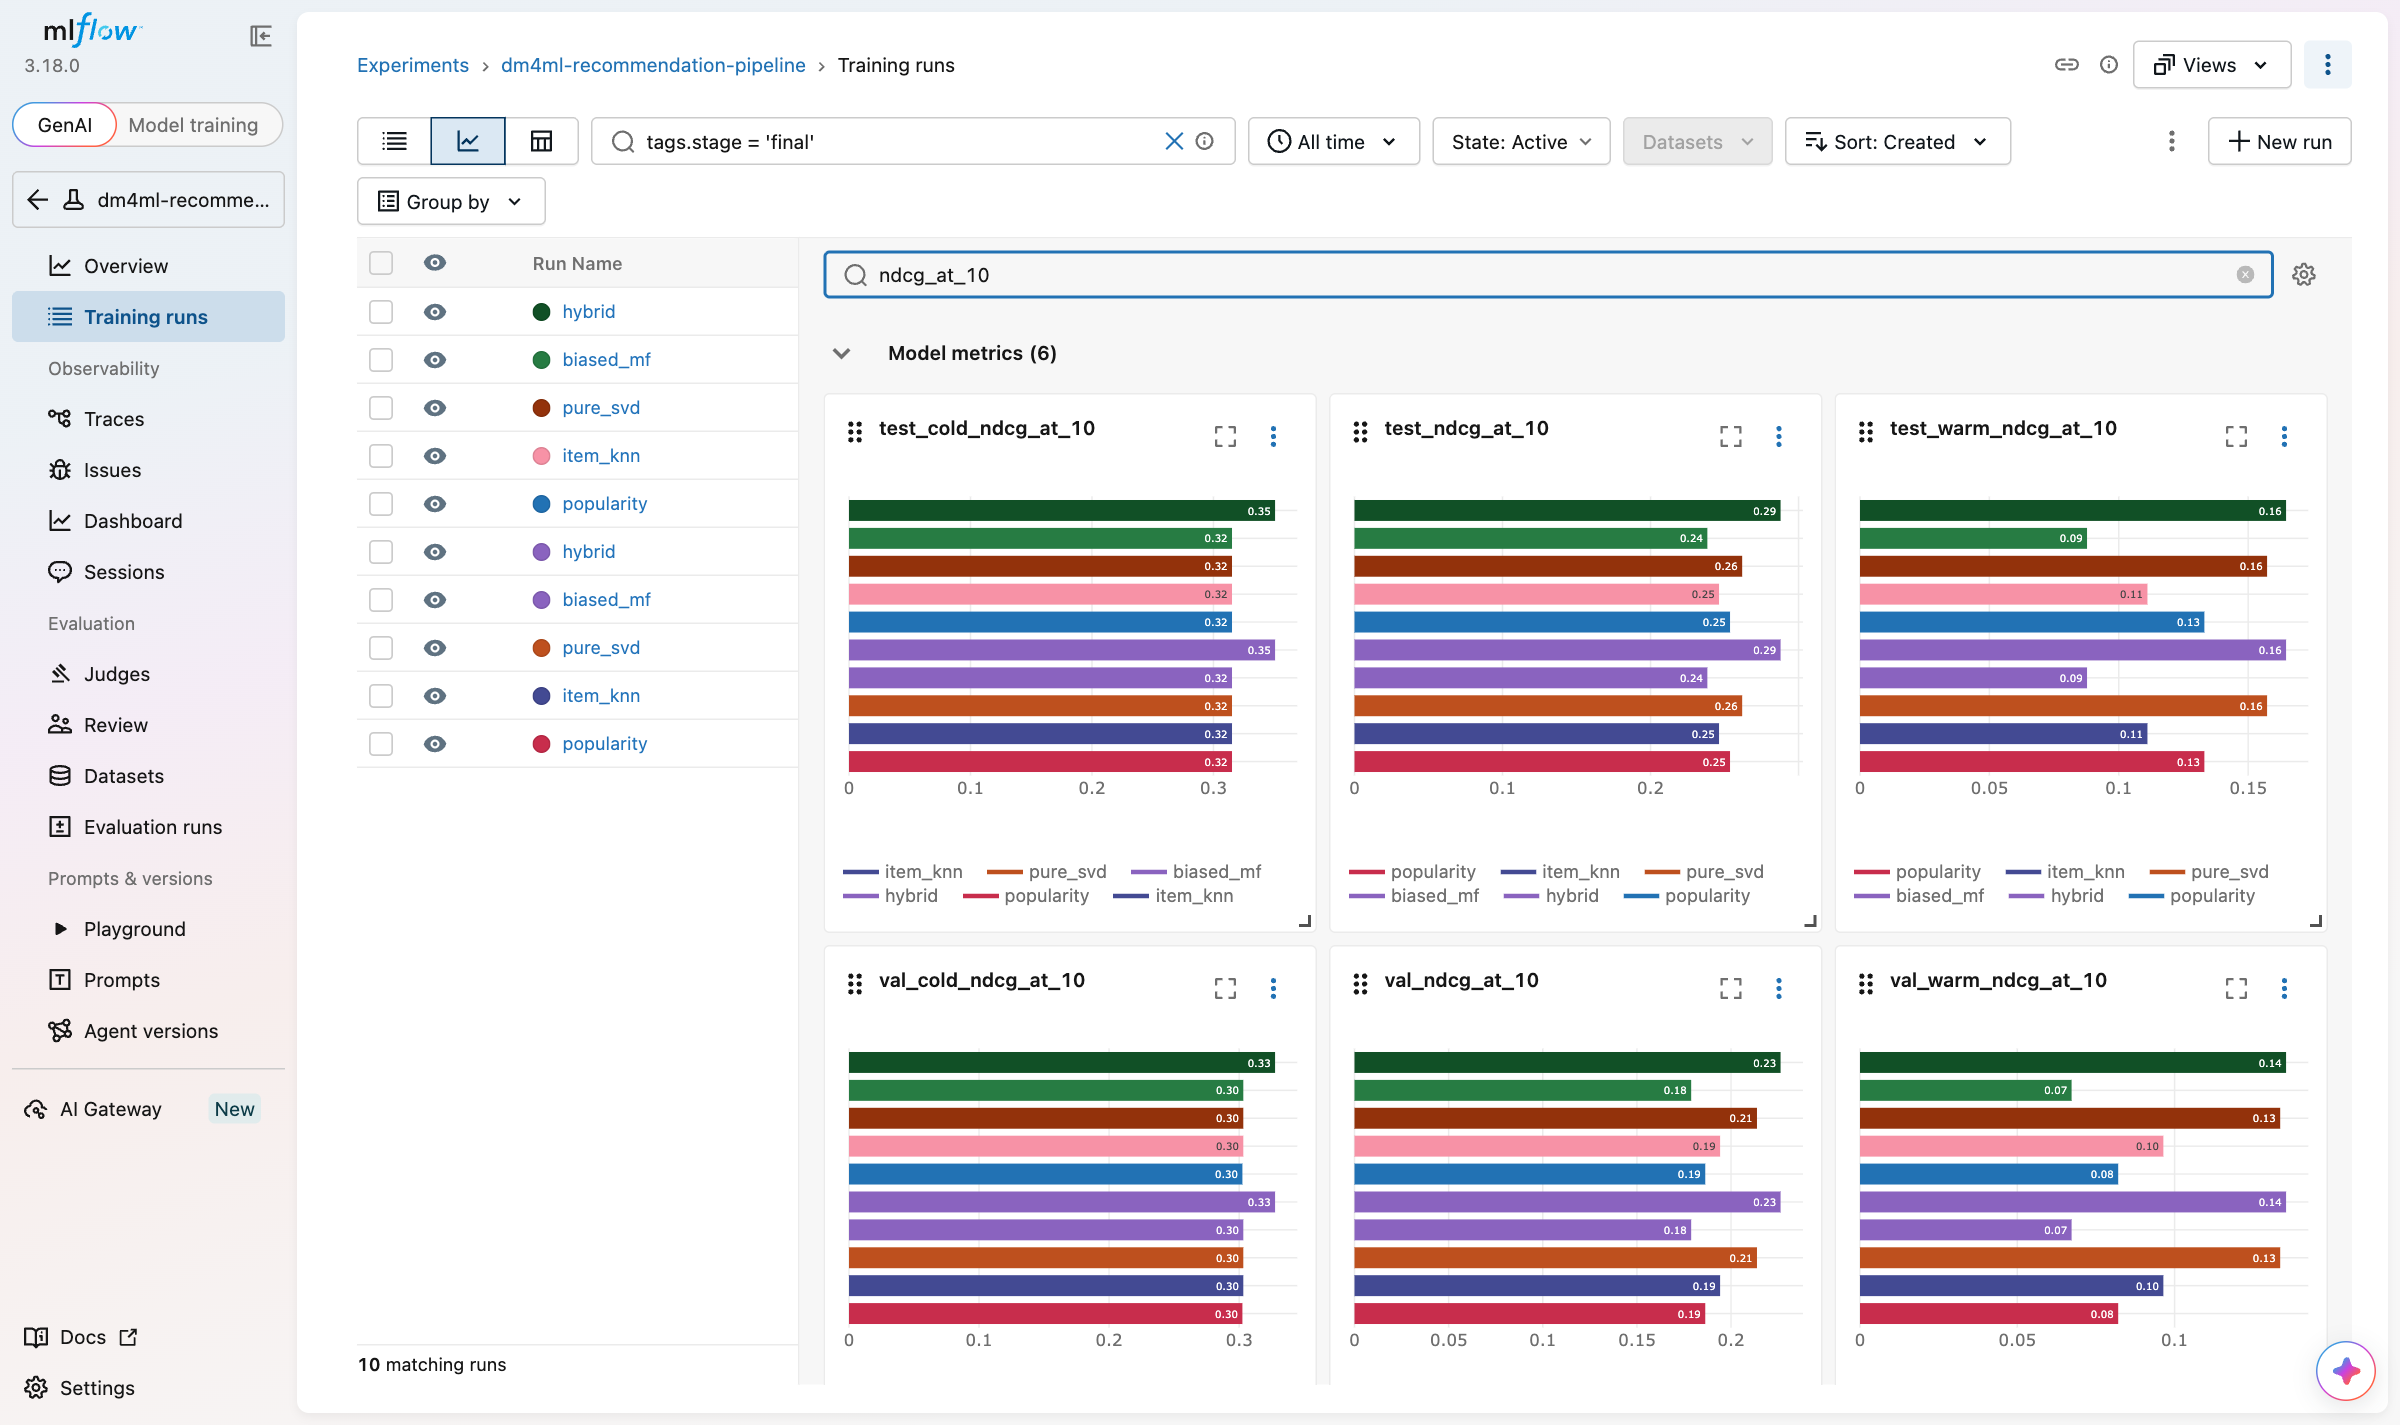 mlflow
3.18.0
GenAI Model training
dm4ml-recomme...
Overview
Training runs
Observability
Traces
Issues
Dashboard
Sessions
Evaluation
Judges
Review
Datasets
Evaluation runs
Prompts & versions
Playground
Prompts
Agent versions
AI Gateway New
Docs
Settings
Experiments › dm4ml-recommendation-pipeline › Training runs
Views
tags.stage = 'final' All time State: Active Datasets Sort: Created New run
Group by
Run Name
hybrid
biased_mf
pure_svd
item_knn
popularity
hybrid
biased_mf
pure_svd
item_knn
popularity
10 matching runs
ndcg_at_10
Model metrics (6)
test_cold_ndcg_at_10
0.35
0.32
0.32
0.32
0.32
0.35
0.32
0.32
0.32
0.32
0 0.1 0.2 0.3
item_knn pure_svd biased_mf
hybrid popularity item_knn
test_ndcg_at_10
0.29
0.24
0.26
0.25
0.25
0.29
0.24
0.26
0.25
0.25
0 0.1 0.2
popularity item_knn pure_svd
biased_mf hybrid popularity
test_warm_ndcg_at_10
0.16
0.09
0.16
0.11
0.13
0.16
0.09
0.16
0.11
0.13
0 0.05 0.1 0.15
popularity item_knn pure_svd
biased_mf hybrid popularity
val_cold_ndcg_at_10
0.33
0.30
0.30
0.30
0.30
0.33
0.30
0.30
0.30
0.30
0 0.1 0.2 0.3
val_ndcg_at_10
0.23
0.18
0.21
0.19
0.19
0.23
0.18
0.21
0.19
0.19
0 0.05 0.1 0.15 0.2
val_warm_ndcg_at_10
0.14
0.07
0.13
0.10
0.08
0.14
0.07
0.13
0.10
0.08
0 0.05 0.1